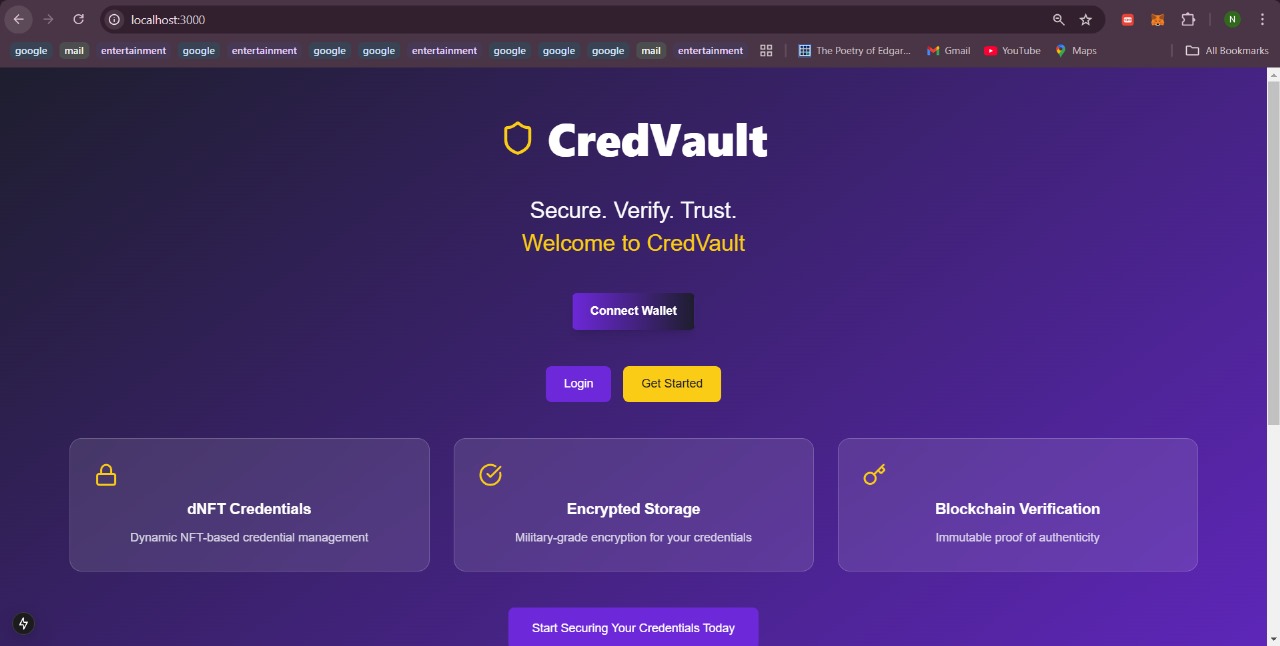 localhost:3000
N
google mail entertainment google entertainment google google entertainment google google google mail entertainment The Poetry of Edgar... Gmail YouTube Maps All Bookmarks
CredVault
Secure. Verify. Trust.
Welcome to CredVault
Connect Wallet
Login Get Started
dNFT Credentials Encrypted Storage Blockchain Verification
Dynamic NFT-based credential management Military-grade encryption for your credentials Immutable proof of authenticity
Start Securing Your Credentials Today